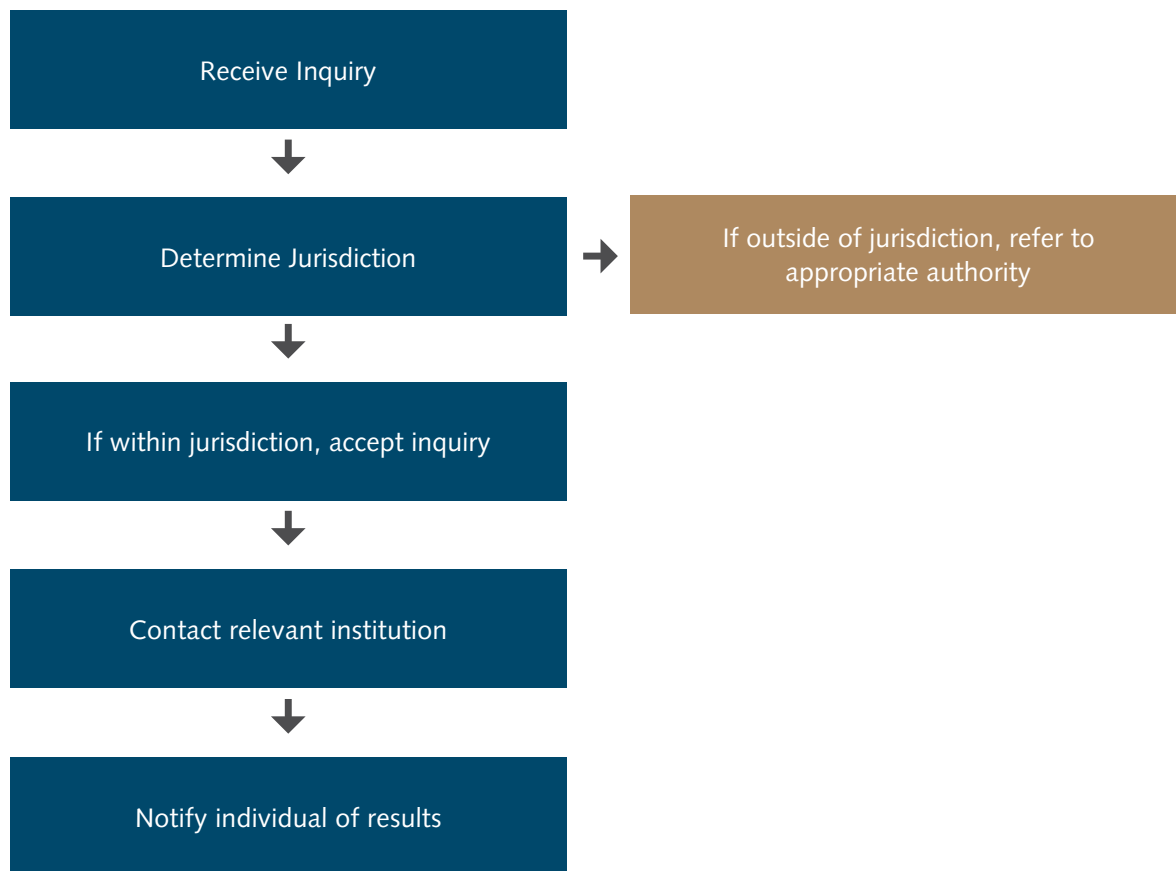 Receive Inquiry
Determine Jurisdiction
If outside of jurisdiction, refer to
appropriate authority
If within jurisdiction, accept inquiry
Contact relevant institution
Notify individual of results